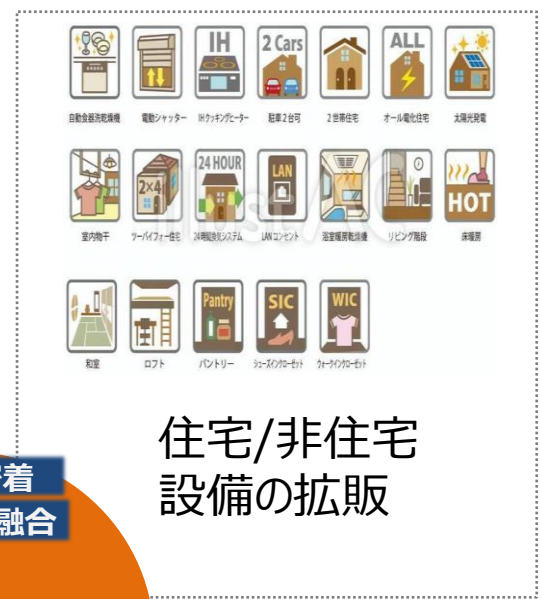 IH
2 Cars
ALL
自動食器洗乾燥機 電動シャッター IHクッキングヒーター 駐車2台可 2世帯住宅 オール電化住宅 太陽光発電
2×4
24 HOUR
LAN
HOT
室内物干 ツーバイフォー住宅 24時間換気システム LANコンセント 浴室暖房乾燥機 リビング階段 床暖房
Pantry
SIC
WIC
和室 ロフト パントリー シューズインクローゼット ウォークインクローゼット
住宅/非住宅
設備の拡販
着
融合